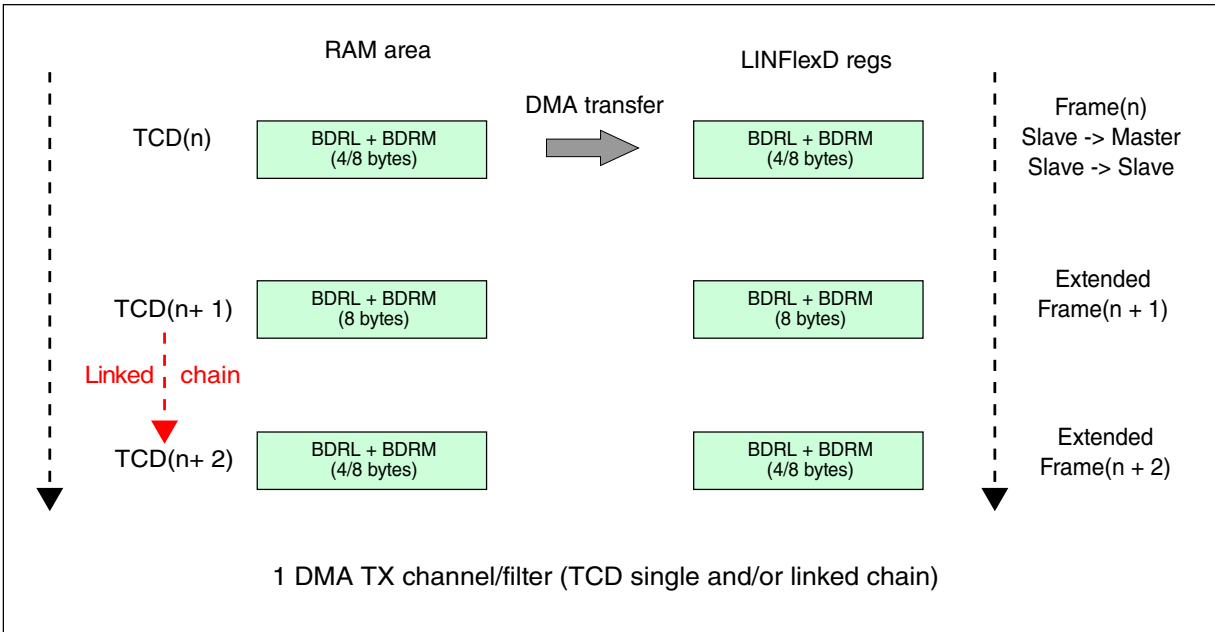 RAM area
LINFlexD regs
DMA transfer
TCD(n)
BDRL + BDRM
(4/8 bytes)
BDRL + BDRM
(4/8 bytes)
Frame(n)
Slave -> Master
Slave -> Slave
TCD(n+ 1)
BDRL + BDRM
(8 bytes)
BDRL + BDRM
(8 bytes)
Extended
Frame(n + 1)
Linked chain
TCD(n+ 2)
BDRL + BDRM
(4/8 bytes)
BDRL + BDRM
(4/8 bytes)
Extended
Frame(n + 2)
1 DMA TX channel/filter (TCD single and/or linked chain)